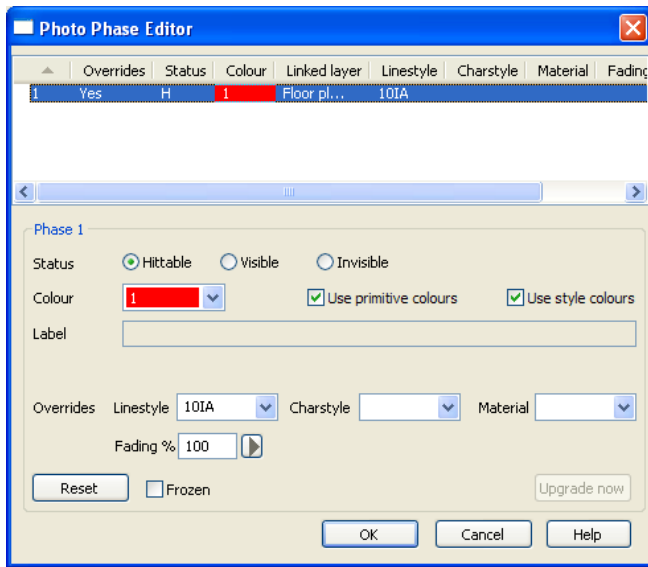 Photo Phase Editor
Overrides Status Colour Linked layer Linestyle Charstyle Material Fading
1 Yes H 1 Floor pl... 10IA
Phase 1
Status Hittable Visible Invisible
Colour 1 Use primitive colours Use style colours
Label
Overrides Linestyle 10IA Charstyle Material
Fading % 100
Reset Frozen Upgrade now
OK Cancel Help